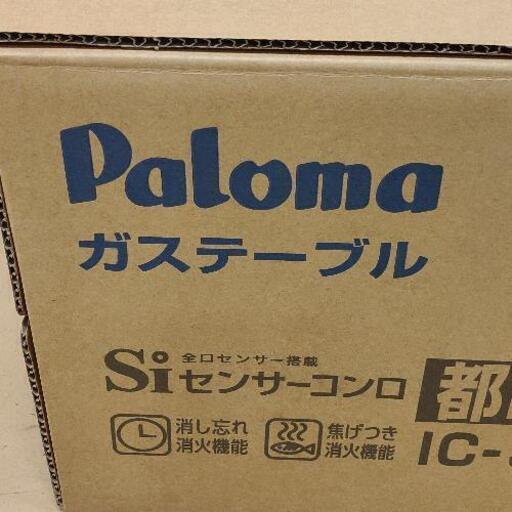 Paloma
ガステーブル
全口センサー搭載
Siセンサーコンロ
都
消し忘れ
消火機能
焦げつき
消火機能
IC-